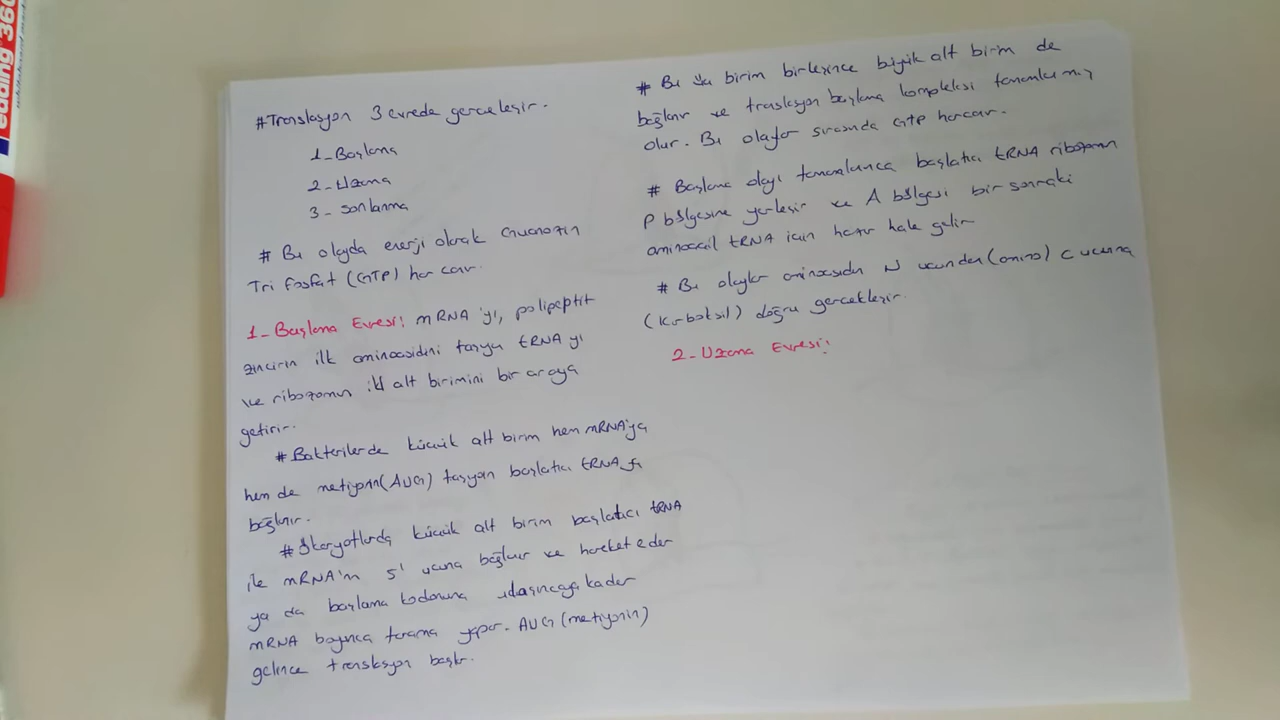 edding 360
#Translasyon 3 evrede gerçekleşir.
1-Başlama
2-Uzama
3-Sonlanma
# Bu olayda enerji olarak Guanozin
Tri fosfat (GTP) harcar.
1-Başlama Evresi: mRNA'yı, polipeptit
zincirin ilk aminoasidini taşıyan tRNA yı
ve ribozomun iki alt birimini bir araya
getirir.
#Bakterilerde küçük alt birim hem mRNA'ya
hem de metiyonin(AUG) taşıyan başlatıcı tRNA ya
bağlanır.
#Ökaryotlarda küçük alt birim başlatıcı tRNA
ile mRNA'nın 5' ucuna bağlanır ve hareket eder
ya da başlama kodonuna ulaşıncaya kadar
mRNA boyunca tarama yapar. AUG(metiyonin)
gelince translasyon başlar.
# Bu birim birleşince büyük alt birim de
bağlanır ve translasyon başlama kompleksi tamamlanmış
olur. Bu olaylar sırasında GTP harcar.
# Başlama olayı tamamlanınca başlatıcı tRNA ribozomun
P bölgesine yerleşir ve A bölgesi bir sonraki
aminoasil tRNA için hazır hale gelir
# Bu olaylar aminoasidin N ucundan(amino) C ucuna
(Karboksil) doğru gerçekleşir.
2-Uzama Evresi: